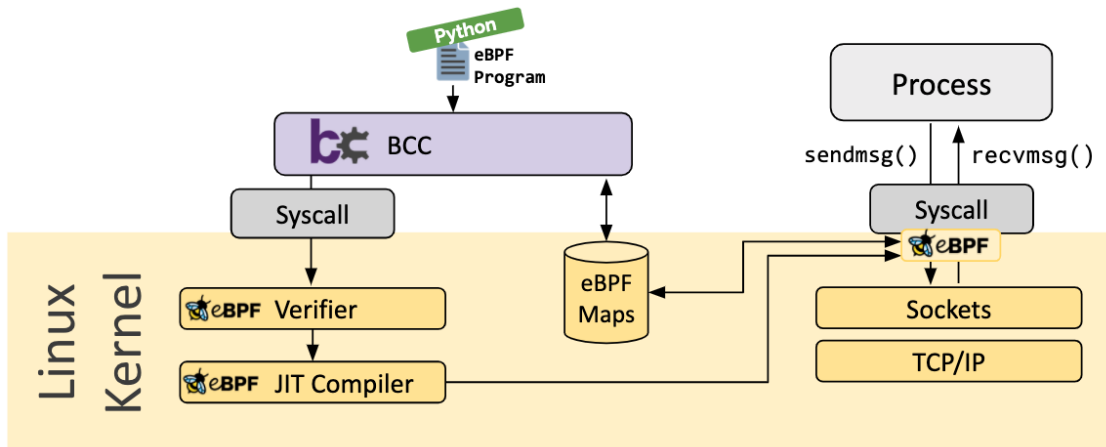 Python
eBPF
Program
bcc BCC
Process
sendmsg()
recvmsg()
Syscall
Syscall
eBPF
Linux
Kernel
eBPF Verifier
eBPF
Maps
Sockets
eBPF JIT Compiler
TCP/IP